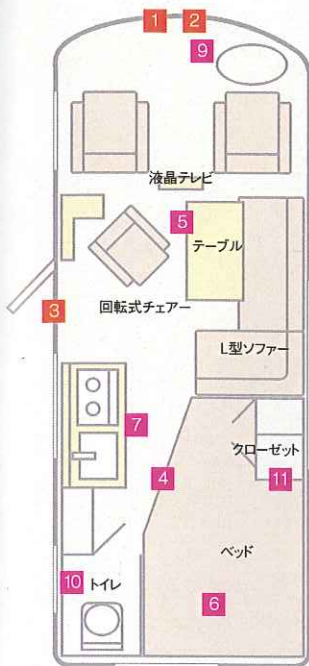 1 2
9
液晶テレビ
5
テーブル
3
回転式チェアー
L型ソファー
7
クローゼット
4
11
ベッド
10 トイレ
6